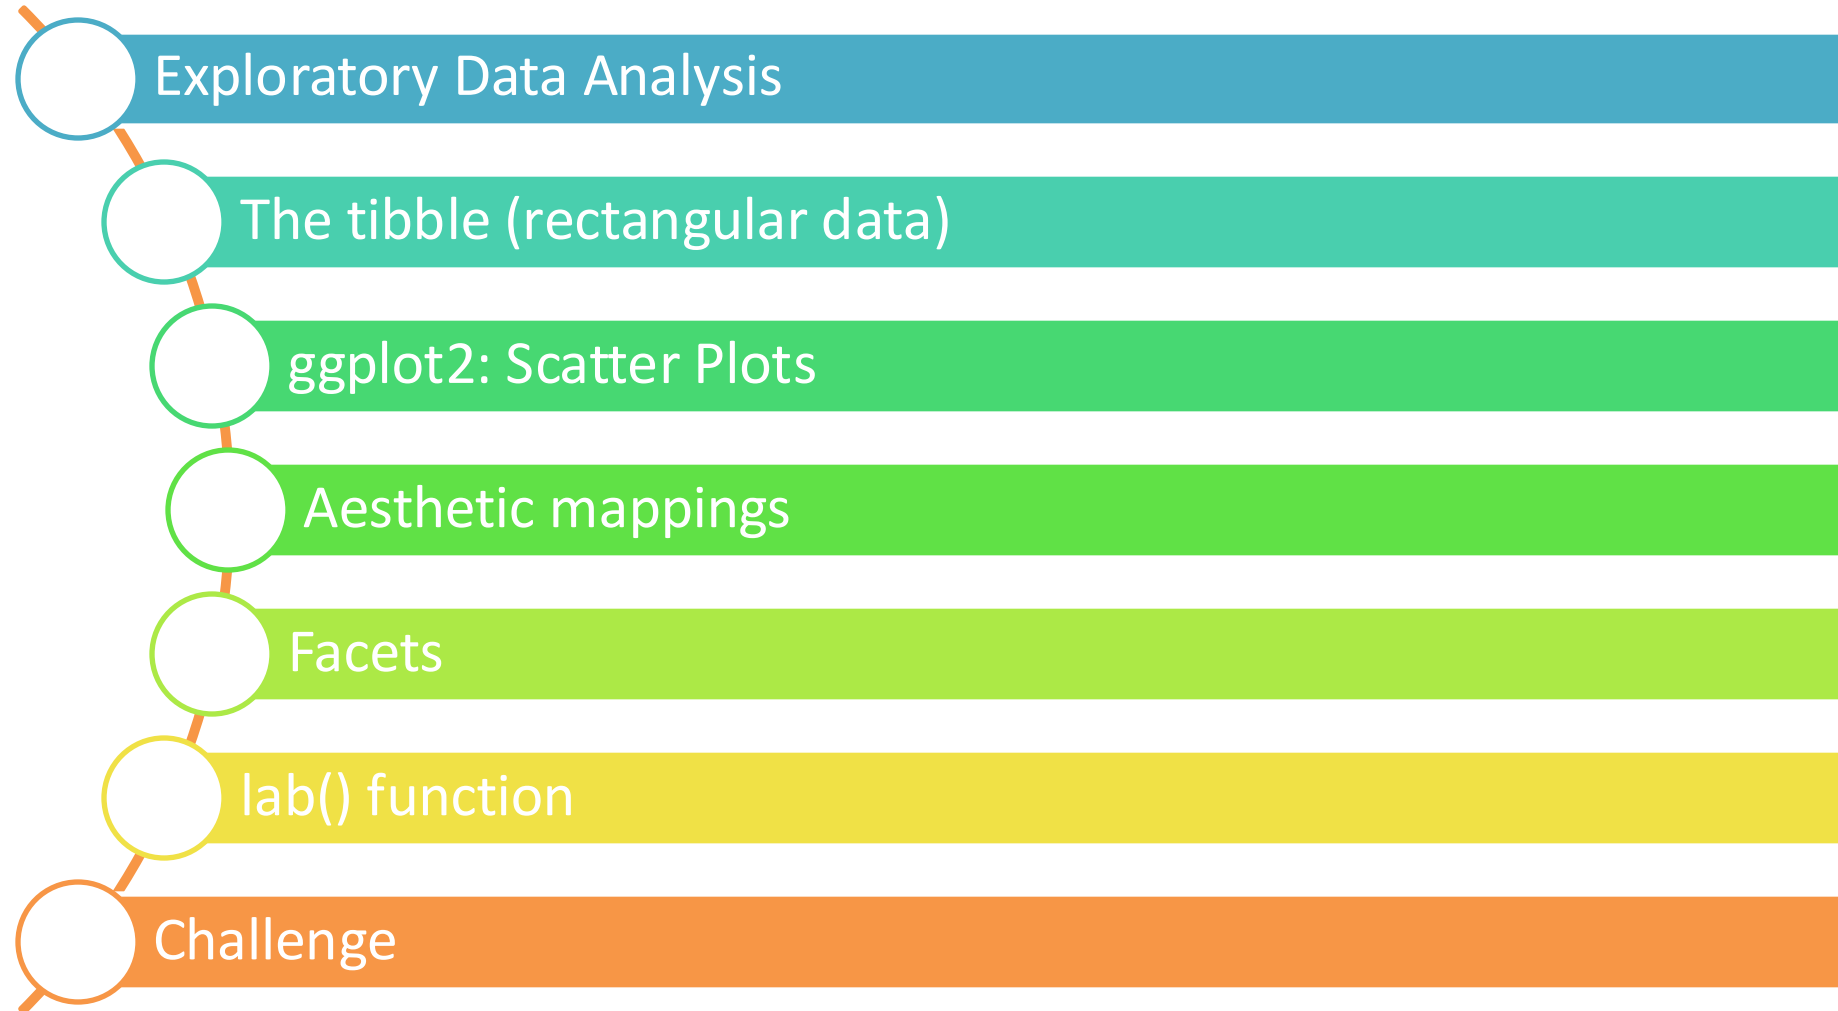 Exploratory Data Analysis
The tibble (rectangular data)
ggplot2: Scatter Plots
Aesthetic mappings
Facets
lab() function
Challenge